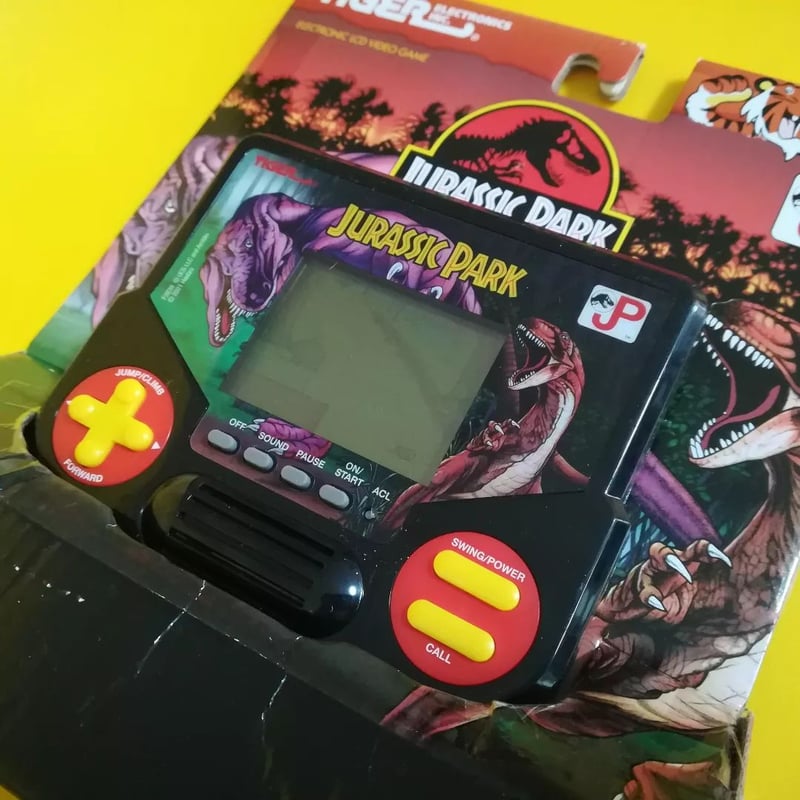 TIGER ELECTRONICS INC.®
ELECTRONIC LCD VIDEO GAME
JURASSIC PARK
TIGER
JURASSIC PARK
JP
JUMP/CLIMB
FORWARD
OFF
SOUND
PAUSE
ON/
START
ACL
SWING/POWER
CALL